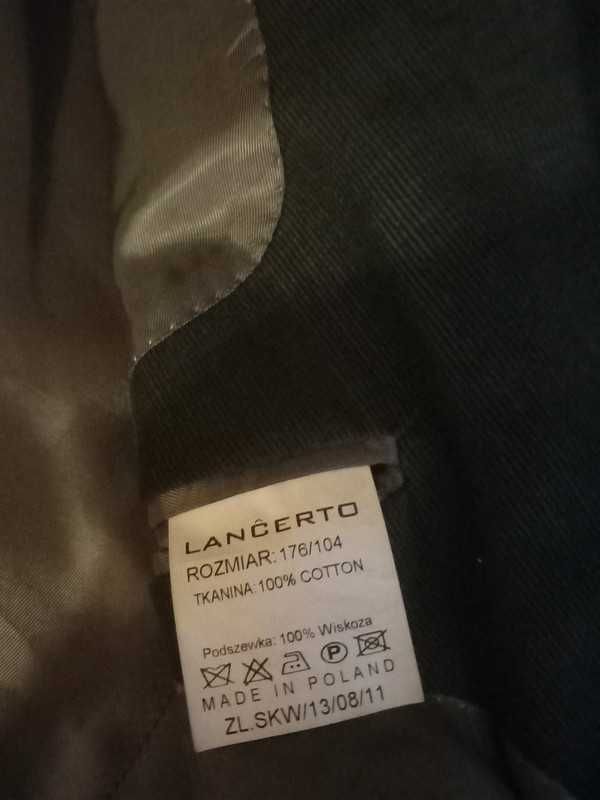 LANĈERTO
ROZMIAR: 176/104
TKANINA: 100% COTTON
Podszewka: 100% Wiskoza
P
MADE IN POLAND
ZL.SKW/13/08/11